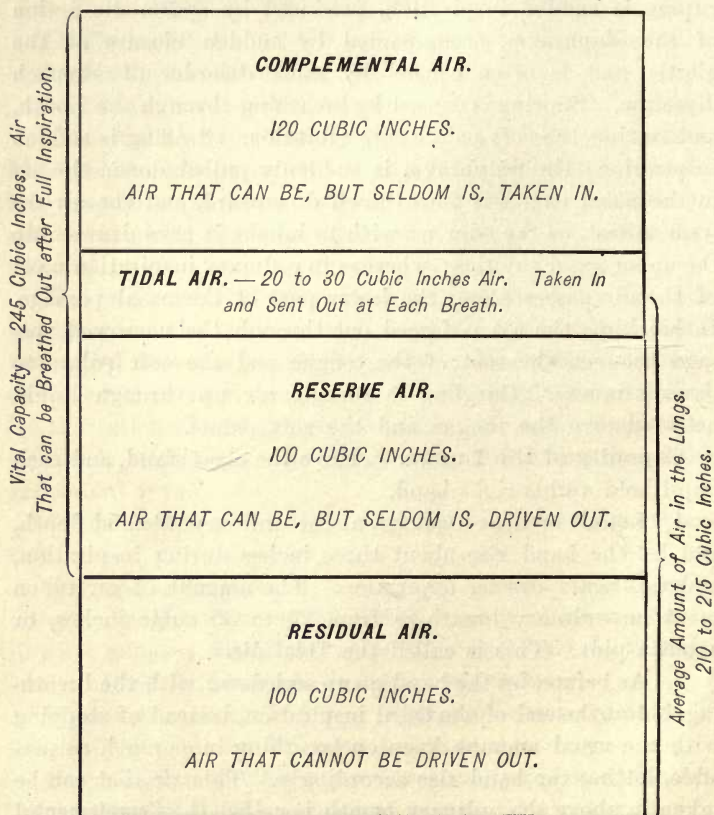 COMPLEMENTAL AIR.
120 CUBIC INCHES.
AIR THAT CAN BE, BUT SELDOM IS, TAKEN IN.
TIDAL AIR. — 20 to 30 Cubic Inches Air. Taken In
and Sent Out at Each Breath.
RESERVE AIR.
100 CUBIC INCHES.
AIR THAT CAN BE, BUT SELDOM IS, DRIVEN OUT.
RESIDUAL AIR.
100 CUBIC INCHES.
AIR THAT CANNOT BE DRIVEN OUT.
Vital Capacity — 245 Cubic Inches. Air
That can be Breathed out after Full Inspiration.
Average Amount of Air in the Lungs.
210 to 215 Cubic Inches.